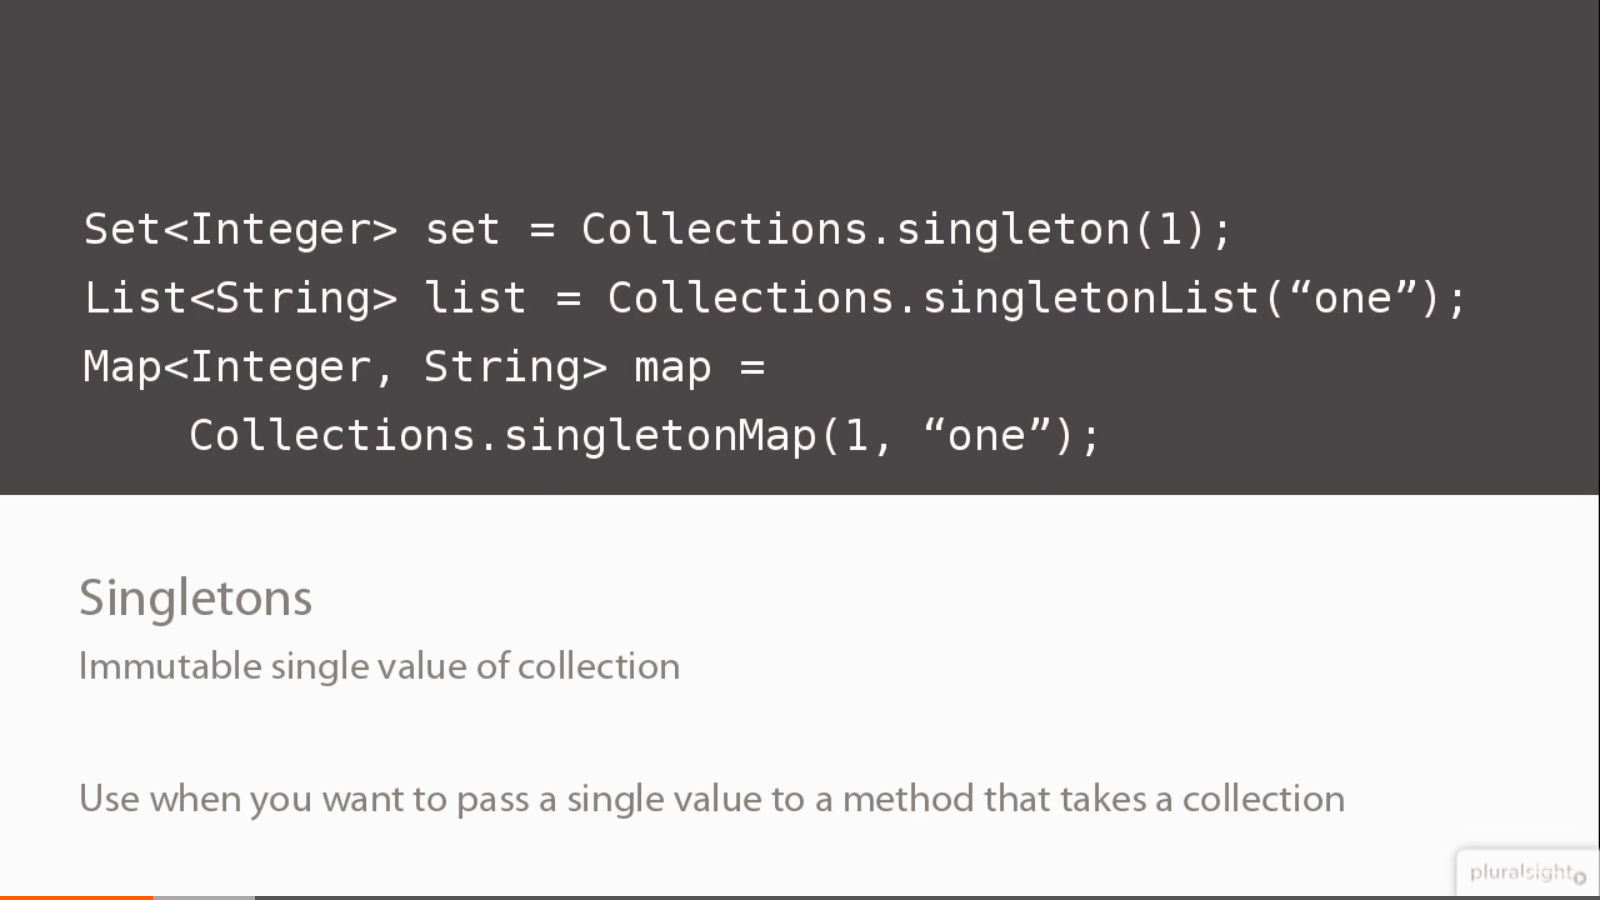 Set<Integer> set = Collections.singleton(1);
List<String> list = Collections.singletonList(“one”);
Map<Integer, String> map =
    Collections.singletonMap(1, “one”);
Singletons
Immutable single value of collection
Use when you want to pass a single value to a method that takes a collection
pluralsight